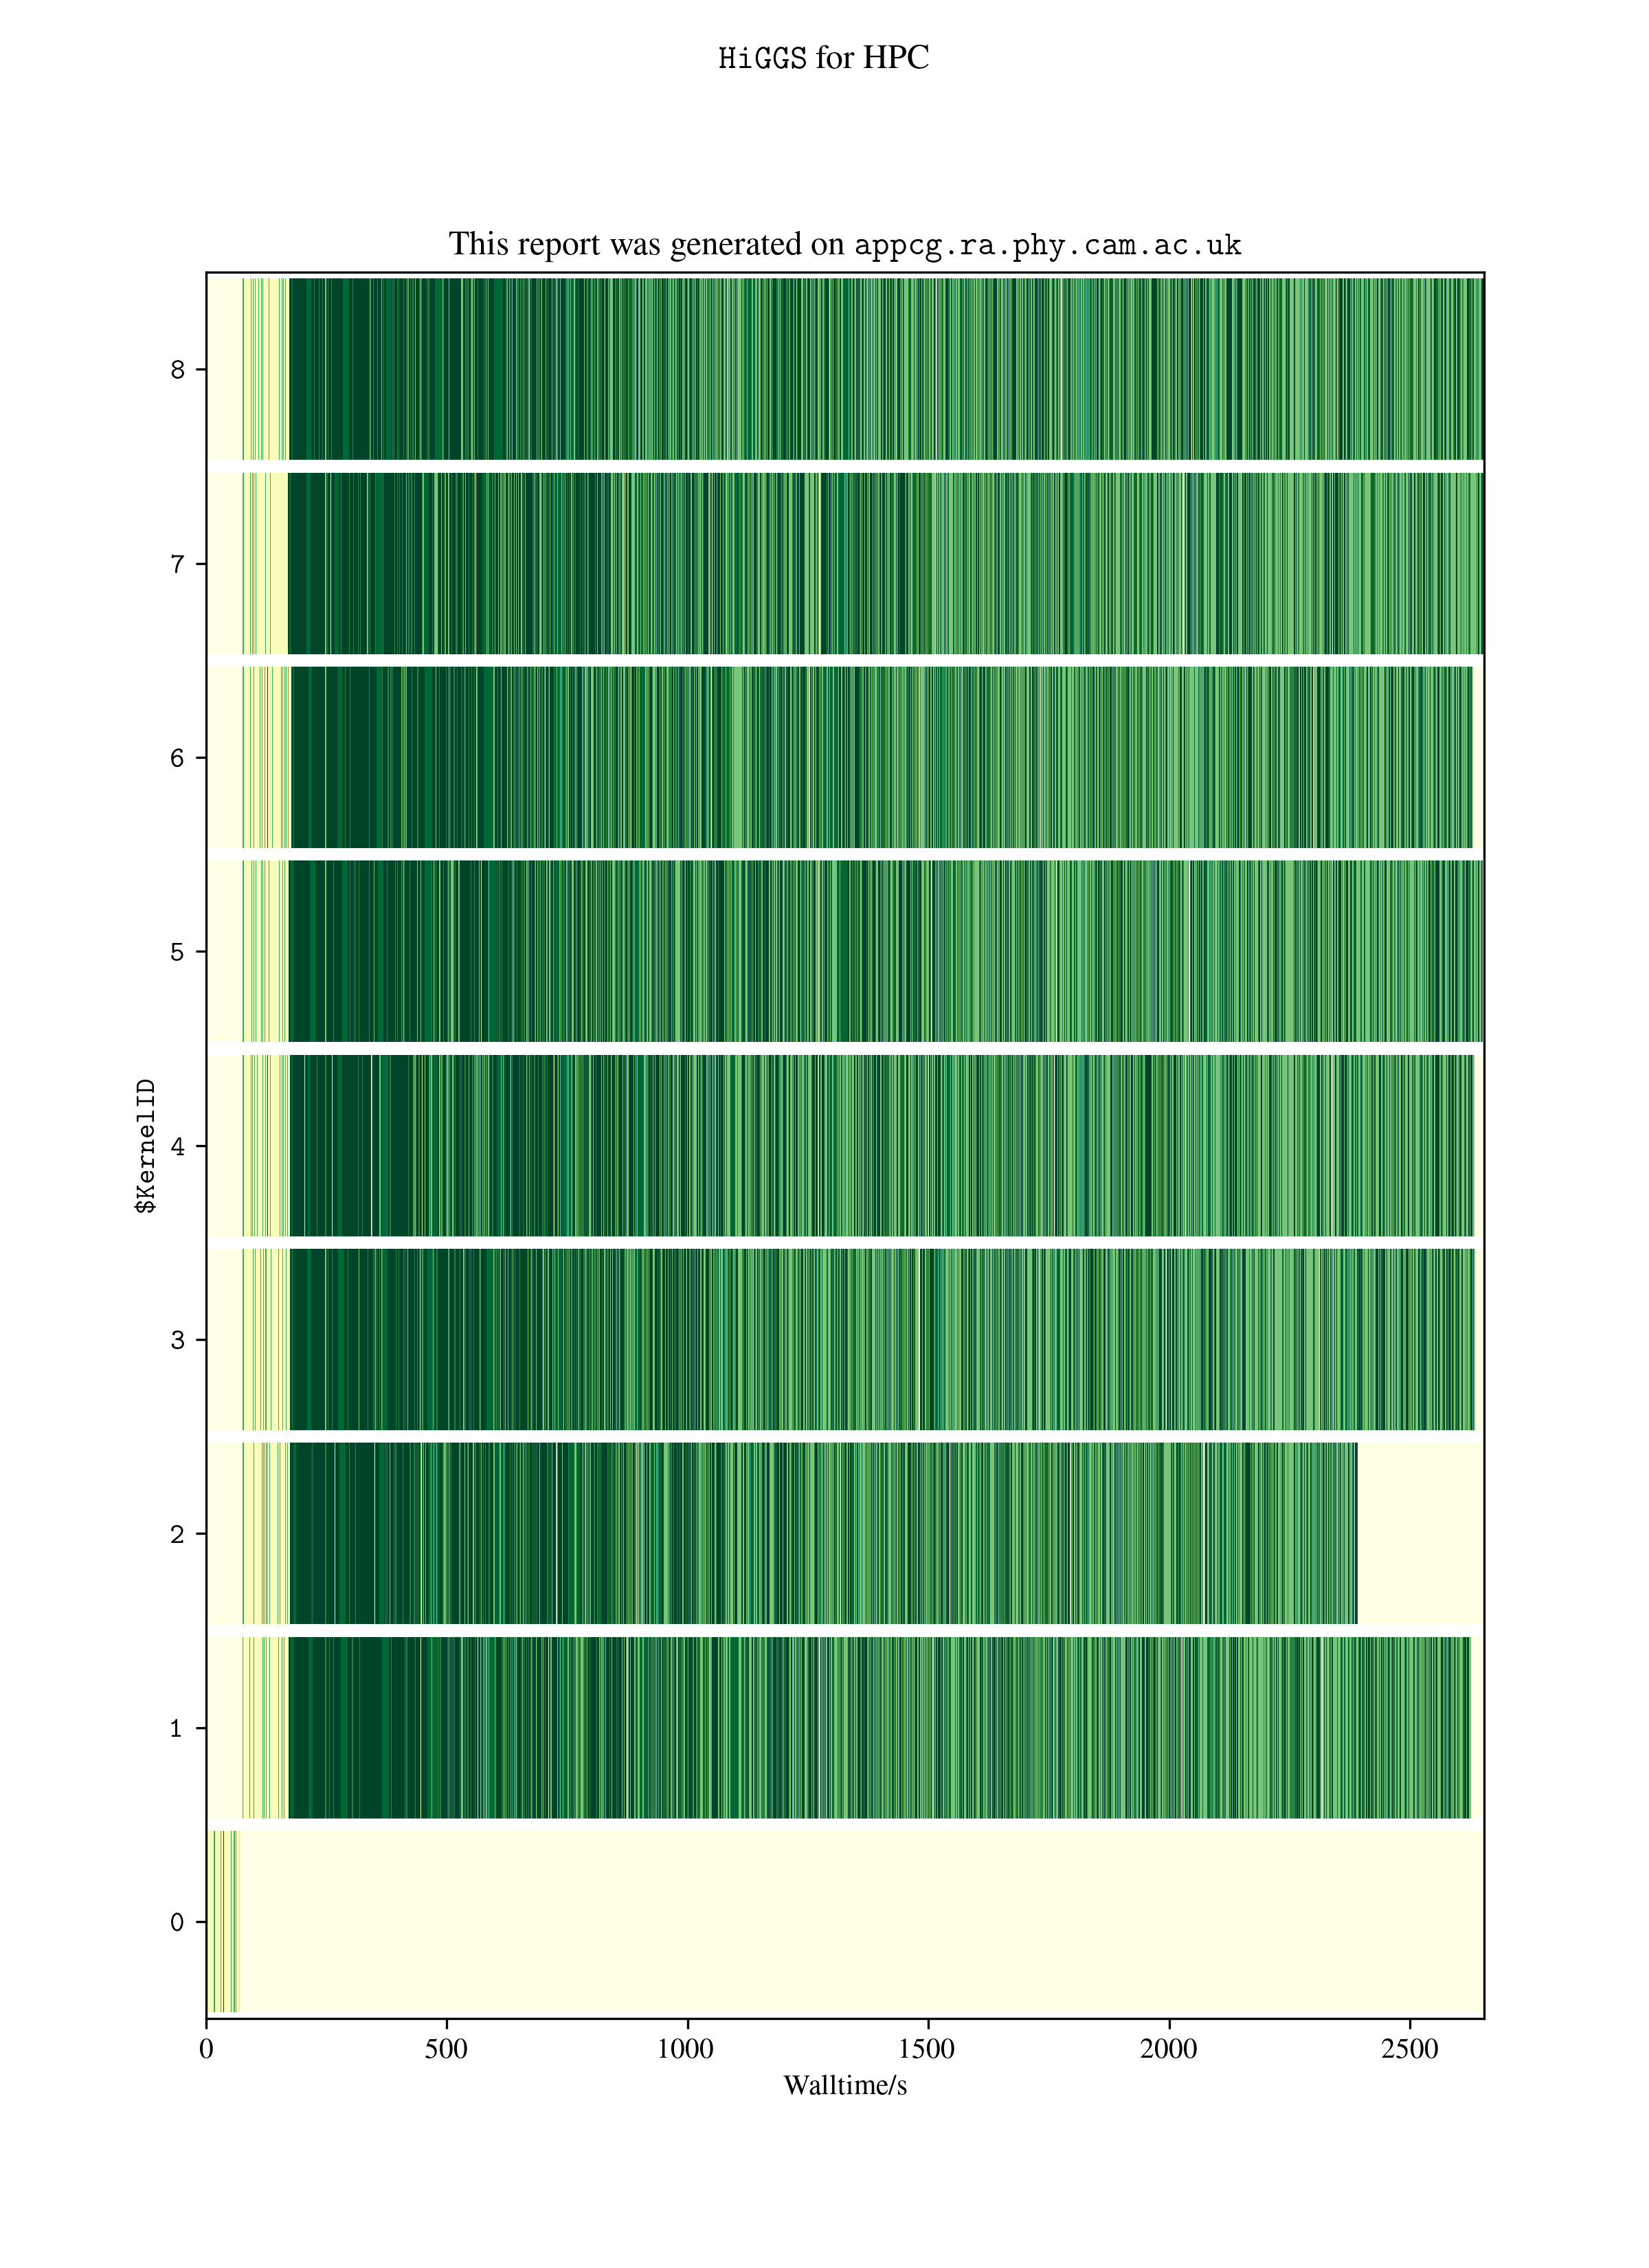 HiGGS for HPC
This report was generated on appcg.ra.phy.cam.ac.uk
$KernelID
8
7
6
5
4
3
2
1
0
0 500 1000 1500 2000 2500
Walltime/s